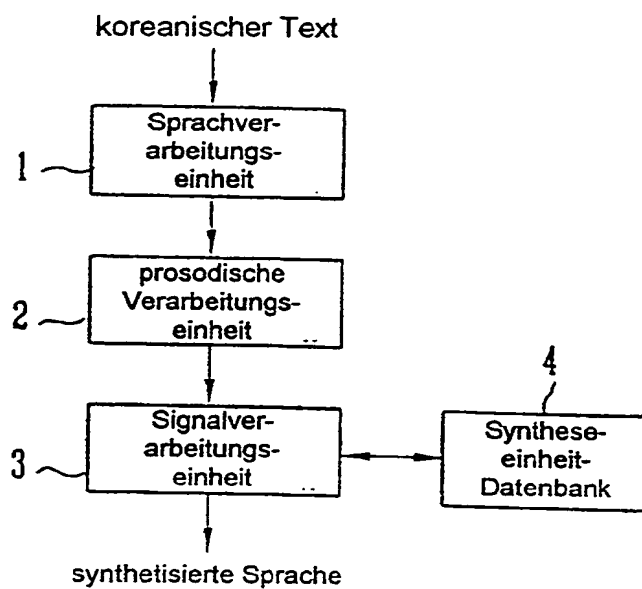 koreanischer Text
1
Sprachver-
arbeitungs-
einheit
2
prosodische
Verarbeitungs-
einheit
3
Signalver-
arbeitungs-
einheit
4
Synthese-
einheit-
Datenbank
synthetisierte Sprache